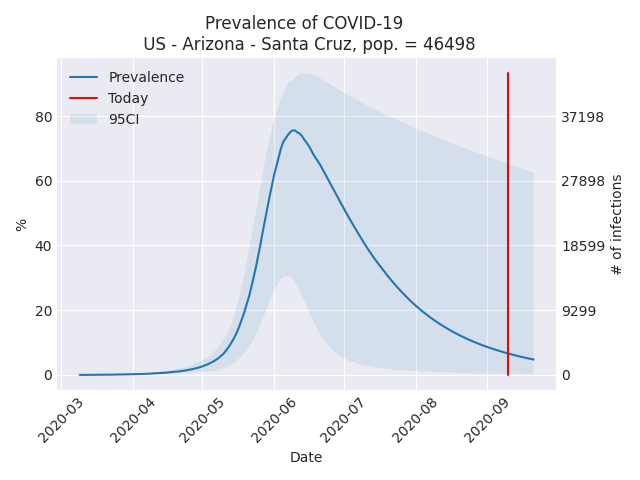 Prevalence of COVID-19
US - Arizona - Santa Cruz, pop. = 46498
Prevalence
Today
95CI
80
60
40
20
0
%
37198
27898
18599
9299
0
# of infections
2020-03
2020-04
2020-05
2020-06
2020-07
2020-08
2020-09
Date